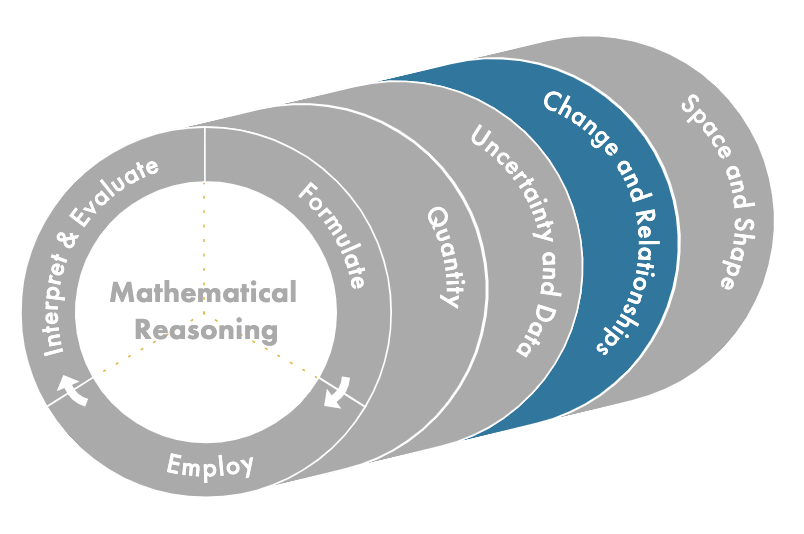 Mathematical
Reasoning
Interpret & Evaluate
Formulate
Employ
Quantity
Uncertainty and Data
Change and Relationships
Space and Shape